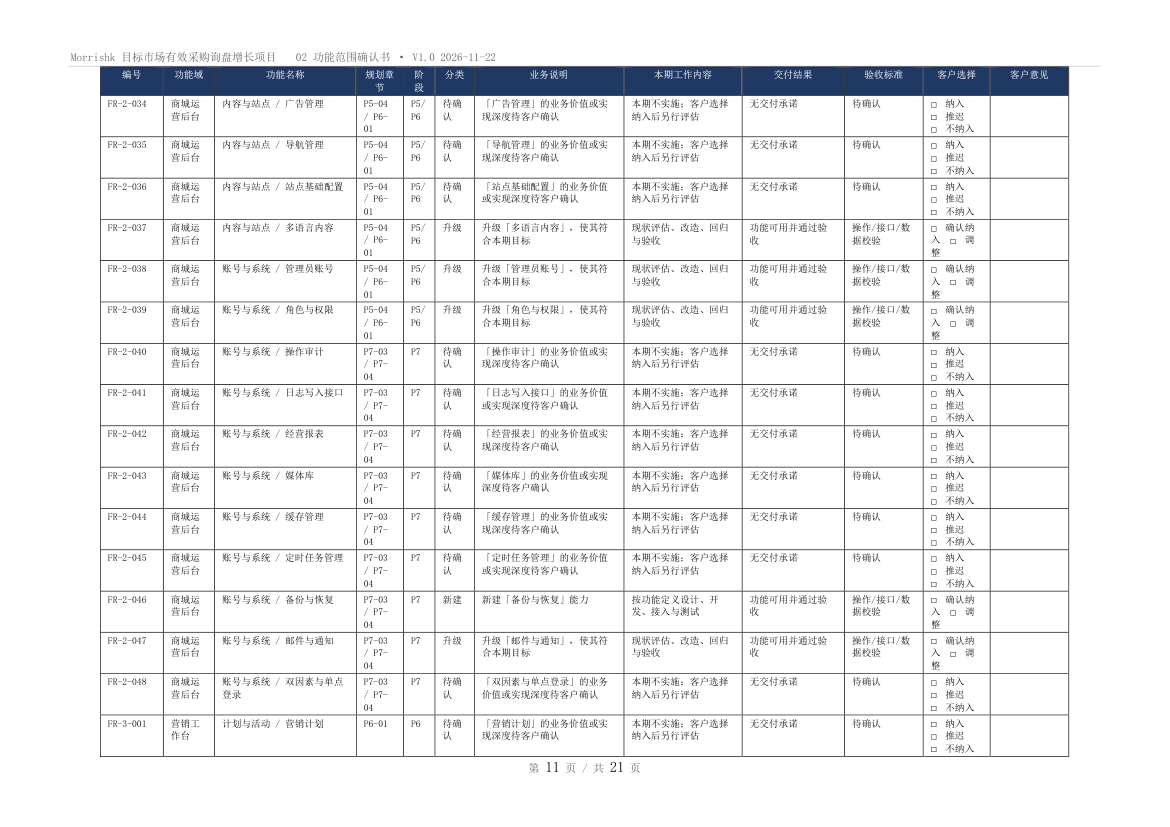 Morrishk 目标市场有效采购询盘增长项目 02 功能范围确认书 • V1.0 2026-11-22
编号 功能域 功能名称 规划章节 阶段 分类 业务说明 本期工作内容 交付结果 验收标准 客户选择 客户意见
FR-2-034 商城运营后台 内容与站点 / 广告管理 P5-04 / P6-01 P5/P6 待确认 「广告管理」的业务价值或实现深度待客户确认 本期不实施；客户选择纳入后另行评估 无交付承诺 待确认 □ 纳入 □ 推迟 □ 不纳入
FR-2-035 商城运营后台 内容与站点 / 导航管理 P5-04 / P6-01 P5/P6 待确认 「导航管理」的业务价值或实现深度待客户确认 本期不实施；客户选择纳入后另行评估 无交付承诺 待确认 □ 纳入 □ 推迟 □ 不纳入
FR-2-036 商城运营后台 内容与站点 / 站点基础配置 P5-04 / P6-01 P5/P6 待确认 「站点基础配置」的业务价值或实现深度待客户确认 本期不实施；客户选择纳入后另行评估 无交付承诺 待确认 □ 纳入 □ 推迟 □ 不纳入
FR-2-037 商城运营后台 内容与站点 / 多语言内容 P5-04 / P6-01 P5/P6 升级 升级「多语言内容」，使其符合本期目标 现状评估、改造、回归与验收 功能可用并通过验收 操作/接口/数据校验 □ 确认纳入 □ 调整
FR-2-038 商城运营后台 账号与系统 / 管理员账号 P5-04 / P6-01 P5/P6 升级 升级「管理员账号」，使其符合本期目标 现状评估、改造、回归与验收 功能可用并通过验收 操作/接口/数据校验 □ 确认纳入 □ 调整
FR-2-039 商城运营后台 账号与系统 / 角色与权限 P5-04 / P6-01 P5/P6 升级 升级「角色与权限」，使其符合本期目标 现状评估、改造、回归与验收 功能可用并通过验收 操作/接口/数据校验 □ 确认纳入 □ 调整
FR-2-040 商城运营后台 账号与系统 / 操作审计 P7-03 / P7-04 P7 待确认 「操作审计」的业务价值或实现深度待客户确认 本期不实施；客户选择纳入后另行评估 无交付承诺 待确认 □ 纳入 □ 推迟 □ 不纳入
FR-2-041 商城运营后台 账号与系统 / 日志写入接口 P7-03 / P7-04 P7 待确认 「日志写入接口」的业务价值或实现深度待客户确认 本期不实施；客户选择纳入后另行评估 无交付承诺 待确认 □ 纳入 □ 推迟 □ 不纳入
FR-2-042 商城运营后台 账号与系统 / 经营报表 P7-03 / P7-04 P7 待确认 「经营报表」的业务价值或实现深度待客户确认 本期不实施；客户选择纳入后另行评估 无交付承诺 待确认 □ 纳入 □ 推迟 □ 不纳入
FR-2-043 商城运营后台 账号与系统 / 媒体库 P7-03 / P7-04 P7 待确认 「媒体库」的业务价值或实现深度待客户确认 本期不实施；客户选择纳入后另行评估 无交付承诺 待确认 □ 纳入 □ 推迟 □ 不纳入
FR-2-044 商城运营后台 账号与系统 / 缓存管理 P7-03 / P7-04 P7 待确认 「缓存管理」的业务价值或实现深度待客户确认 本期不实施；客户选择纳入后另行评估 无交付承诺 待确认 □ 纳入 □ 推迟 □ 不纳入
FR-2-045 商城运营后台 账号与系统 / 定时任务管理 P7-03 / P7-04 P7 待确认 「定时任务管理」的业务价值或实现深度待客户确认 本期不实施；客户选择纳入后另行评估 无交付承诺 待确认 □ 纳入 □ 推迟 □ 不纳入
FR-2-046 商城运营后台 账号与系统 / 备份与恢复 P7-03 / P7-04 P7 新建 新建「备份与恢复」能力 按功能定义设计、开发、接入与测试 功能可用并通过验收 操作/接口/数据校验 □ 确认纳入 □ 调整
FR-2-047 商城运营后台 账号与系统 / 邮件与通知 P7-03 / P7-04 P7 升级 升级「邮件与通知」，使其符合本期目标 现状评估、改造、回归与验收 功能可用并通过验收 操作/接口/数据校验 □ 确认纳入 □ 调整
FR-2-048 商城运营后台 账号与系统 / 双因素与单点登录 P7-03 / P7-04 P7 待确认 「双因素与单点登录」的业务价值或实现深度待客户确认 本期不实施；客户选择纳入后另行评估 无交付承诺 待确认 □ 纳入 □ 推迟 □ 不纳入
FR-3-001 营销工作台 计划与活动 / 营销计划 P6-01 P6 待确认 「营销计划」的业务价值或实现深度待客户确认 本期不实施；客户选择纳入后另行评估 无交付承诺 待确认 □ 纳入 □ 推迟 □ 不纳入
第 11 页 / 共 21 页